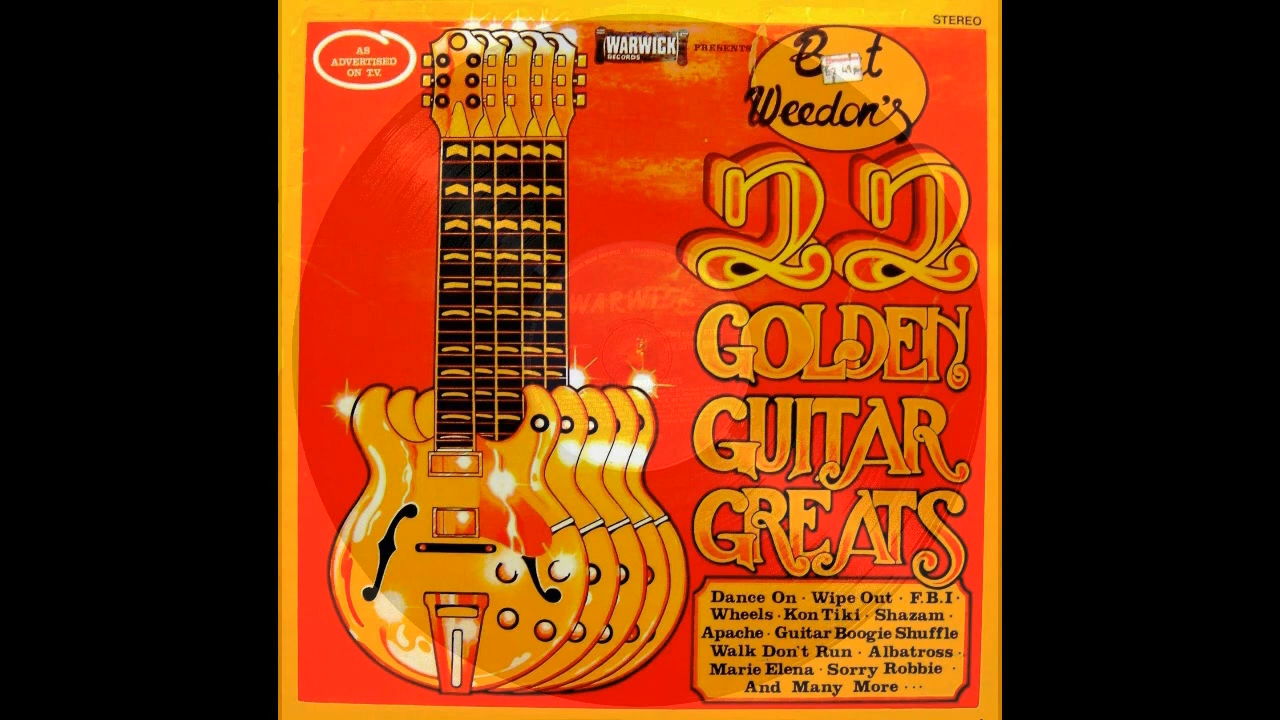 STEREO
AS
ADVERTISED
ON T.V.
WARWICK
RECORDS
PRESENTS
Weedon's
22
GOLDEN
GUITAR
GREATS
WARWICK
Dance On · Wipe Out · F.B.I ·
Wheels · Kon Tiki · Shazam ·
Apache · Guitar Boogie Shuffle
Walk Don't Run · Albatross ·
Marie Elena · Sorry Robbie ·
And Many More ···